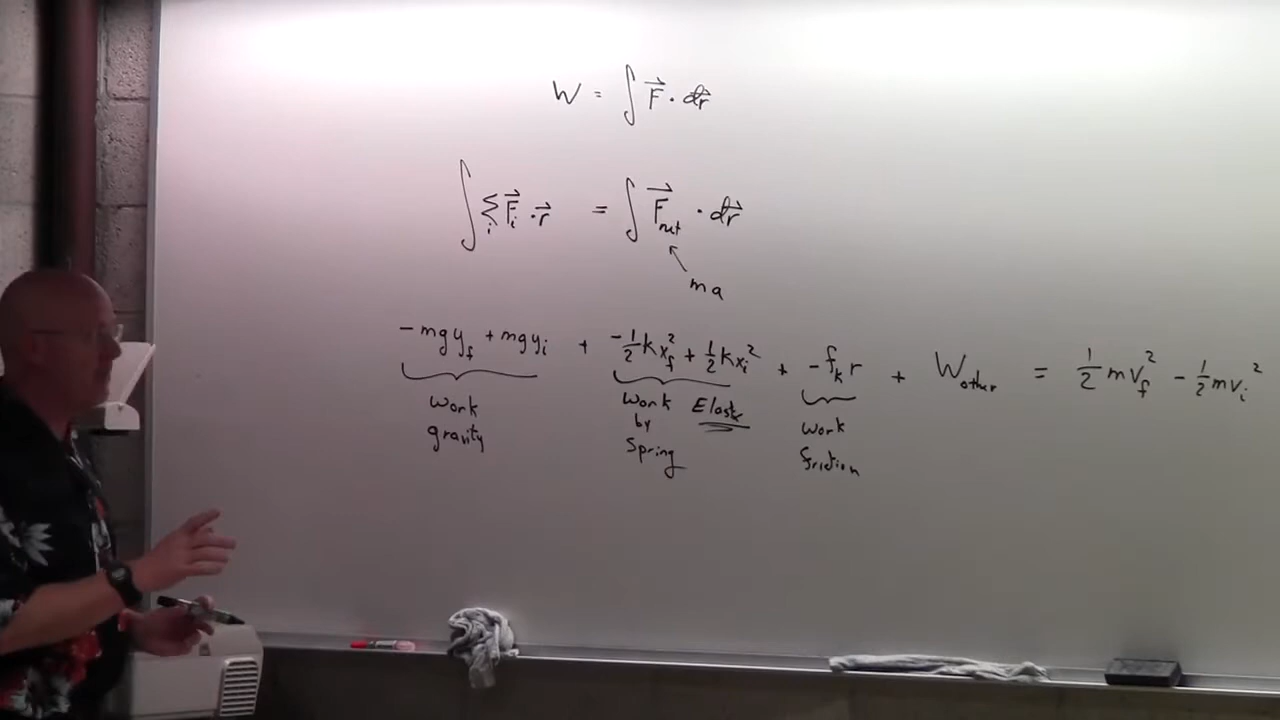 W = ∫ F⃗ · dr⃗
∫ Σᵢ F⃗ᵢ · r⃗ = ∫ F⃗net · dr⃗
ma
-mgy_f + mgy_i + -½kx_f² + ½kx_i² + -f_k r + W_other = ½mv_f² - ½mv_i²
Work
gravity
Work
by
Spring
Elastic
Work
friction